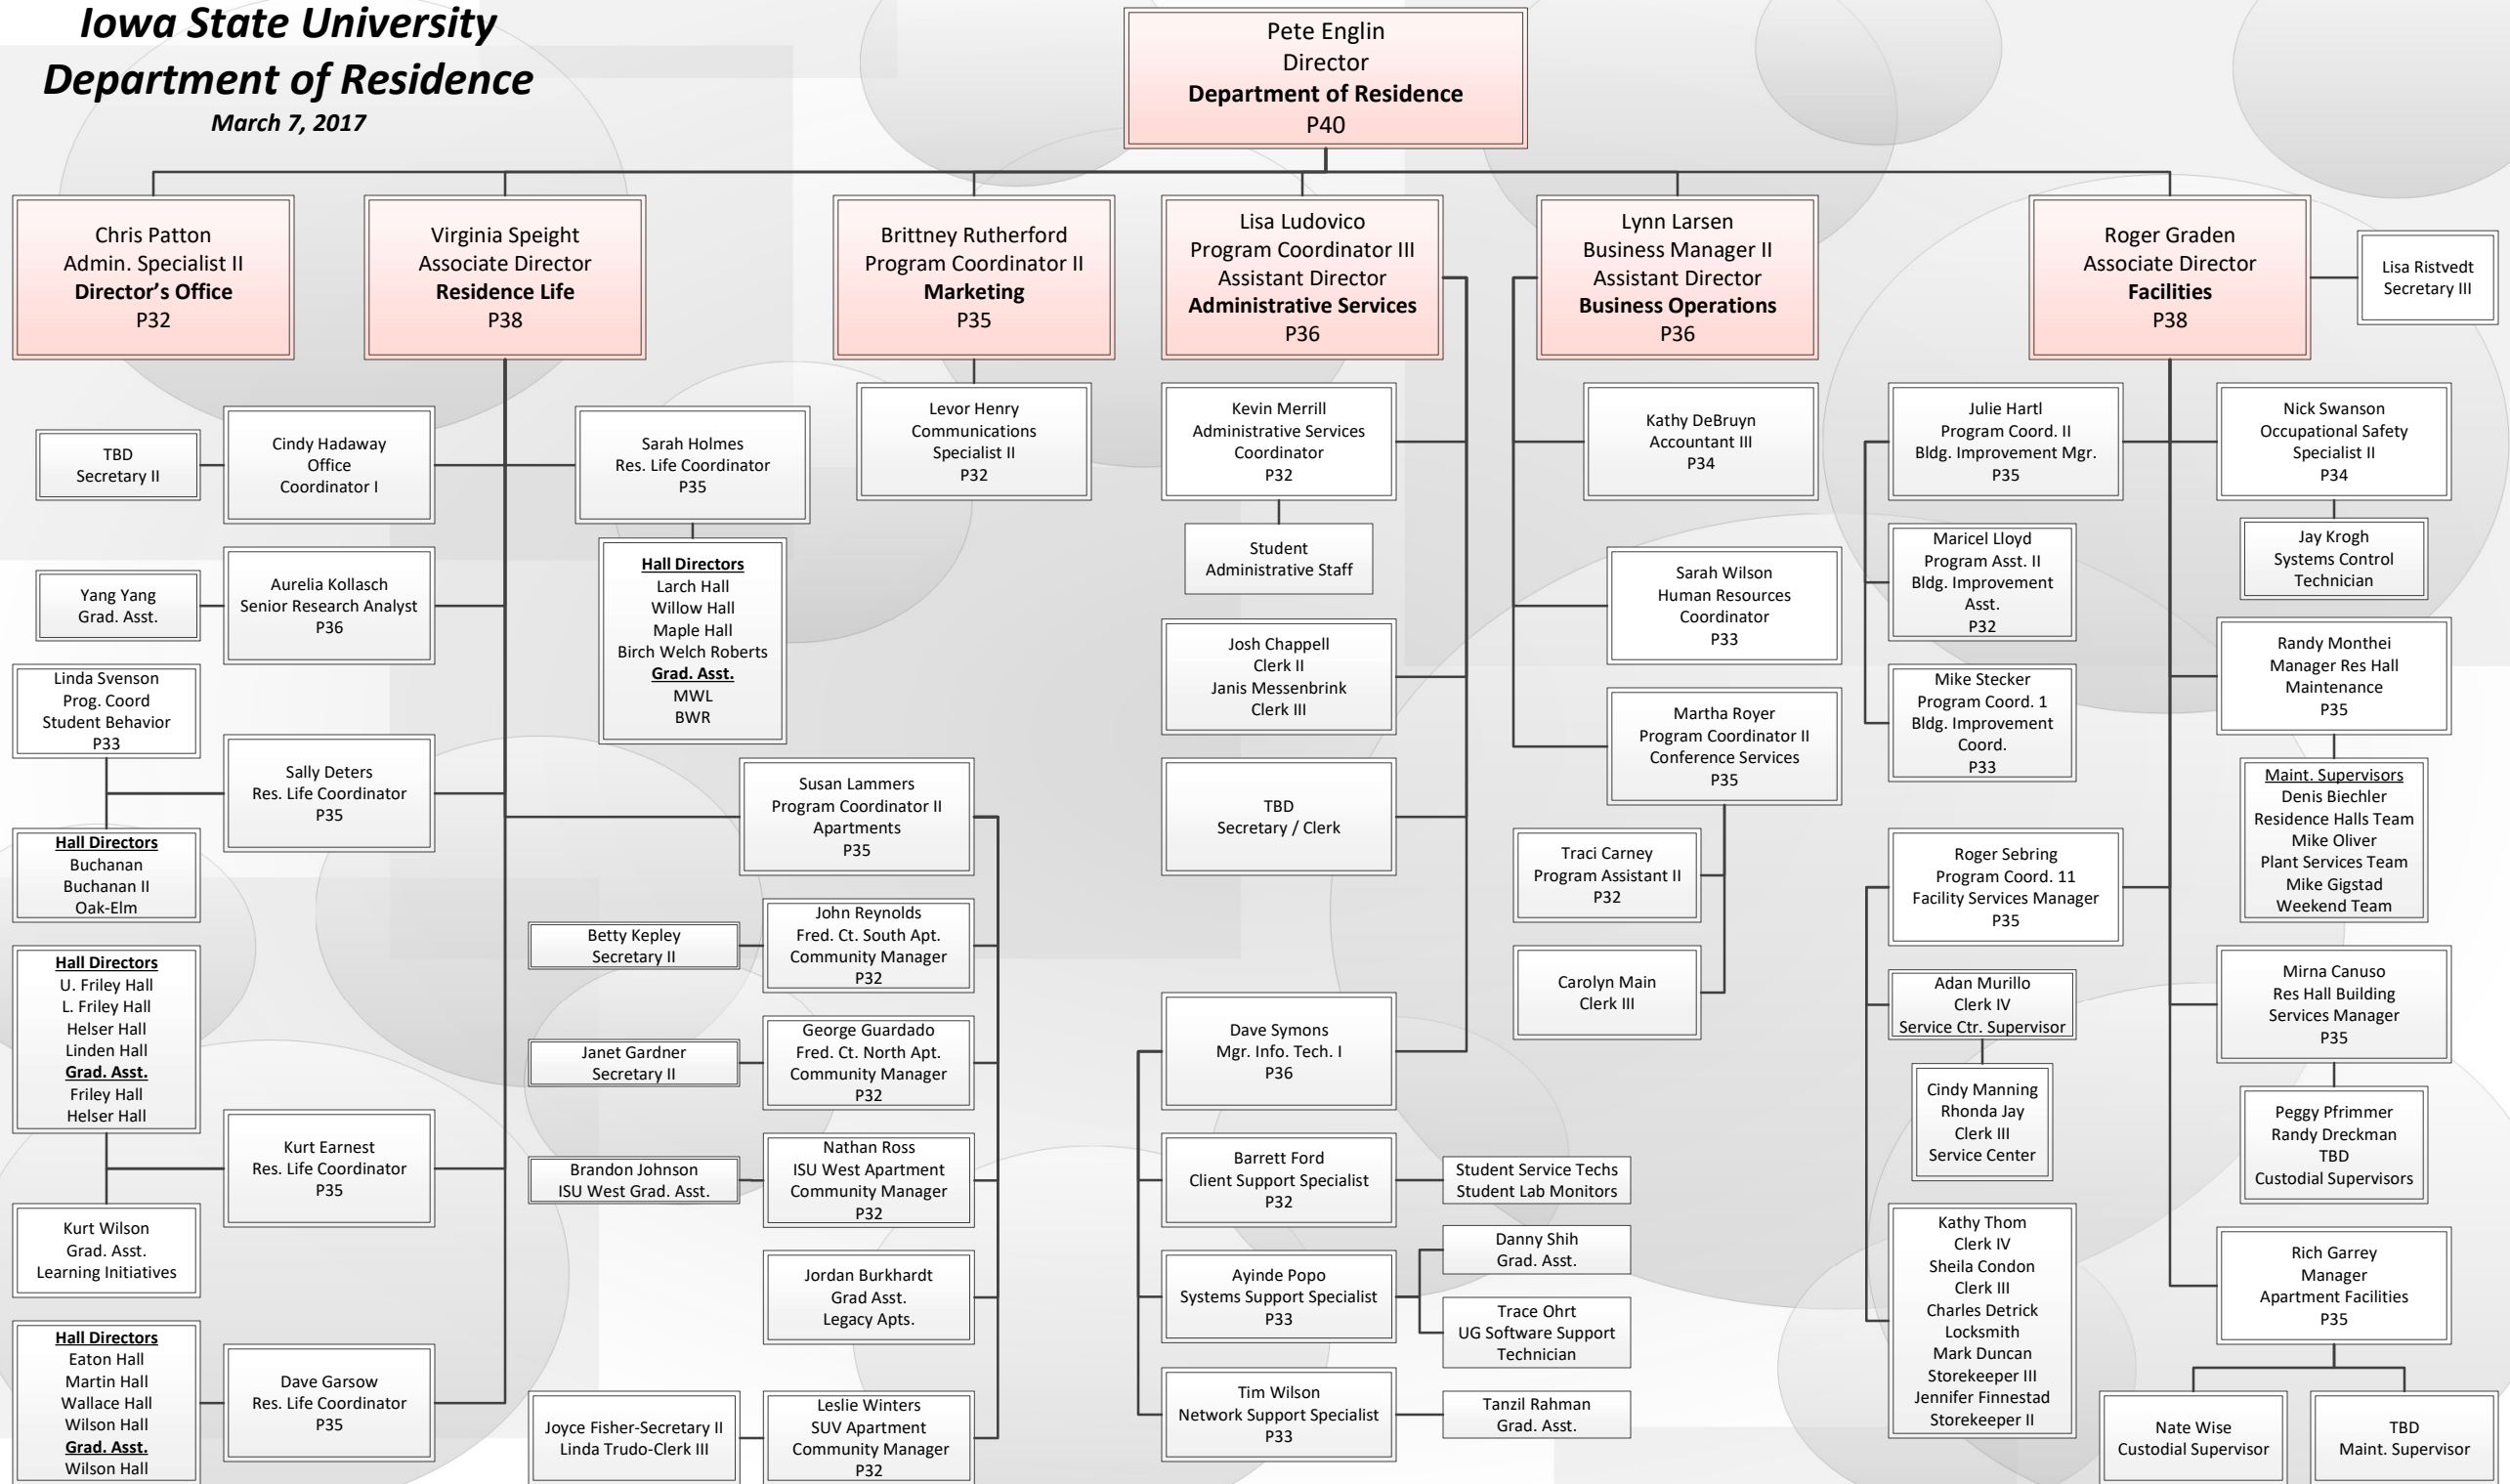 Iowa State University
Department of Residence
March 7, 2017
Pete Englin
Director
Department of Residence
P40
Chris Patton
Admin. Specialist II
Director’s Office
P32
Virginia Speight
Associate Director
Residence Life
P38
Brittney Rutherford
Program Coordinator II
Marketing
P35
Lisa Ludovico
Program Coordinator III
Assistant Director
Administrative Services
P36
Lynn Larsen
Business Manager II
Assistant Director
Business Operations
P36
Roger Graden
Associate Director
Facilities
P38
Lisa Ristvedt
Secretary III
TBD
Secretary II
Cindy Hadaway
Office
Coordinator I
Sarah Holmes
Res. Life Coordinator
P35
Hall Directors
Larch Hall
Willow Hall
Maple Hall
Birch Welch Roberts
Grad. Asst.
MWL
BWR
Yang Yang
Grad. Asst.
Aurelia Kollasch
Senior Research Analyst
P36
Linda Svenson
Prog. Coord
Student Behavior
P33
Sally Deters
Res. Life Coordinator
P35
Hall Directors
Buchanan
Buchanan II
Oak-Elm
Hall Directors
U. Friley Hall
L. Friley Hall
Helser Hall
Linden Hall
Grad. Asst.
Friley Hall
Helser Hall
Kurt Earnest
Res. Life Coordinator
P35
Kurt Wilson
Grad. Asst.
Learning Initiatives
Hall Directors
Eaton Hall
Martin Hall
Wallace Hall
Wilson Hall
Grad. Asst.
Wilson Hall
Dave Garsow
Res. Life Coordinator
P35
Susan Lammers
Program Coordinator II
Apartments
P35
Betty Kepley
Secretary II
John Reynolds
Fred. Ct. South Apt.
Community Manager
P32
Janet Gardner
Secretary II
George Guardado
Fred. Ct. North Apt.
Community Manager
P32
Brandon Johnson
ISU West Grad. Asst.
Nathan Ross
ISU West Apartment
Community Manager
P32
Jordan Burkhardt
Grad Asst.
Legacy Apts.
Joyce Fisher-Secretary II
Linda Trudo-Clerk III
Leslie Winters
SUV Apartment
Community Manager
P32
Levor Henry
Communications
Specialist II
P32
Kevin Merrill
Administrative Services
Coordinator
P32
Student
Administrative Staff
Josh Chappell
Clerk II
Janis Messenbrink
Clerk III
TBD
Secretary / Clerk
Dave Symons
Mgr. Info. Tech. I
P36
Barrett Ford
Client Support Specialist
P32
Student Service Techs
Student Lab Monitors
Ayinde Popo
Systems Support Specialist
P33
Danny Shih
Grad. Asst.
Trace Ohrt
UG Software Support
Technician
Tim Wilson
Network Support Specialist
P33
Tanzil Rahman
Grad. Asst.
Kathy DeBruyn
Accountant III
P34
Sarah Wilson
Human Resources
Coordinator
P33
Martha Royer
Program Coordinator II
Conference Services
P35
Traci Carney
Program Assistant II
P32
Carolyn Main
Clerk III
Julie Hartl
Program Coord. II
Bldg. Improvement Mgr.
P35
Maricel Lloyd
Program Asst. II
Bldg. Improvement
Asst.
P32
Mike Stecker
Program Coord. 1
Bldg. Improvement
Coord.
P33
Roger Sebring
Program Coord. 11
Facility Services Manager
P35
Adan Murillo
Clerk IV
Service Ctr. Supervisor
Cindy Manning
Rhonda Jay
Clerk III
Service Center
Kathy Thom
Clerk IV
Sheila Condon
Clerk III
Charles Detrick
Locksmith
Mark Duncan
Storekeeper III
Jennifer Finnestad
Storekeeper II
Nick Swanson
Occupational Safety
Specialist II
P34
Jay Krogh
Systems Control
Technician
Randy Monthei
Manager Res Hall
Maintenance
P35
Maint. Supervisors
Denis Biechler
Residence Halls Team
Mike Oliver
Plant Services Team
Mike Gigstad
Weekend Team
Mirna Canuso
Res Hall Building
Services Manager
P35
Peggy Pfrimmer
Randy Dreckman
TBD
Custodial Supervisors
Rich Garrey
Manager
Apartment Facilities
P35
Nate Wise
Custodial Supervisor
TBD
Maint. Supervisor